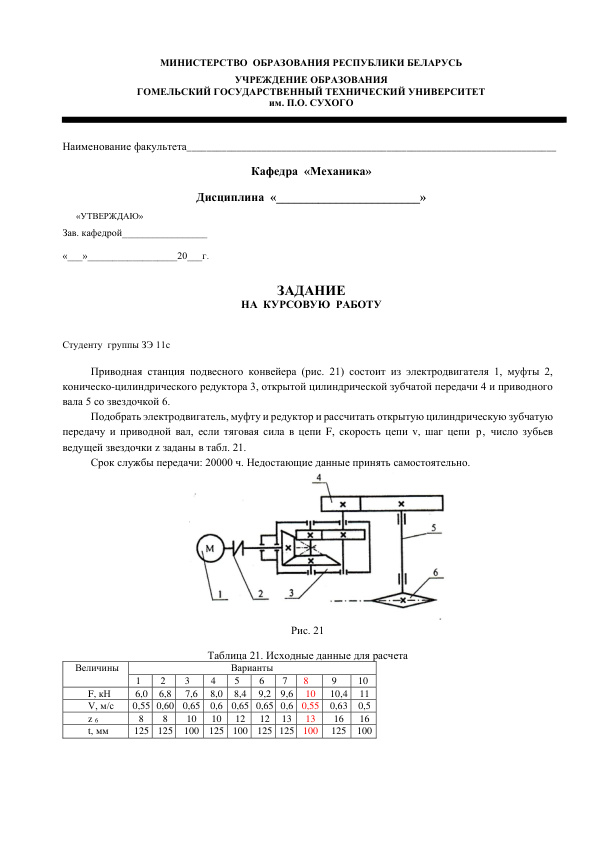 МИНИСТЕРСТВО ОБРАЗОВАНИЯ РЕСПУБЛИКИ БЕЛАРУСЬ
УЧРЕЖДЕНИЕ ОБРАЗОВАНИЯ
ГОМЕЛЬСКИЙ ГОСУДАРСТВЕННЫЙ ТЕХНИЧЕСКИЙ УНИВЕРСИТЕТ
им. П.О. СУХОГО
Наименование факультета____________________
Кафедра «Механика»
Дисциплина «_______________________»
«УТВЕРЖДАЮ»
Зав. кафедрой_________________
«___»__________________20___г.
ЗАДАНИЕ
НА КУРСОВУЮ РАБОТУ
Студенту группы ЗЭ 11с
Приводная станция подвесного конвейера (рис. 21) состоит из электродвигателя 1, муфты 2,
коническо-цилиндрического редуктора 3, открытой цилиндрической зубчатой передачи 4 и приводного
вала 5 со звездочкой 6.
Подобрать электродвигатель, муфту и редуктор и рассчитать открытую цилиндрическую зубчатую
передачу и приводной вал, если тяговая сила в цепи F, скорость цепи v, шаг цепи p, число зубьев
ведущей звездочки z заданы в табл. 21.
Срок службы передачи: 20000 ч. Недостающие данные принять самостоятельно.
4
5
М
6
1 2 3
Рис. 21
Таблица 21. Исходные данные для расчета
Величины Варианты
1 2 3 4 5 6 7 8 9 10
F, кН 6,0 6,8 7,6 8,0 8,4 9,2 9,6 10 10,4 11
V, м/с 0,55 0,60 0,65 0,6 0,65 0,65 0,6 0,55 0,63 0,5
z 6 8 8 10 10 12 12 13 13 16 16
t, мм 125 125 100 125 100 125 125 100 125 100